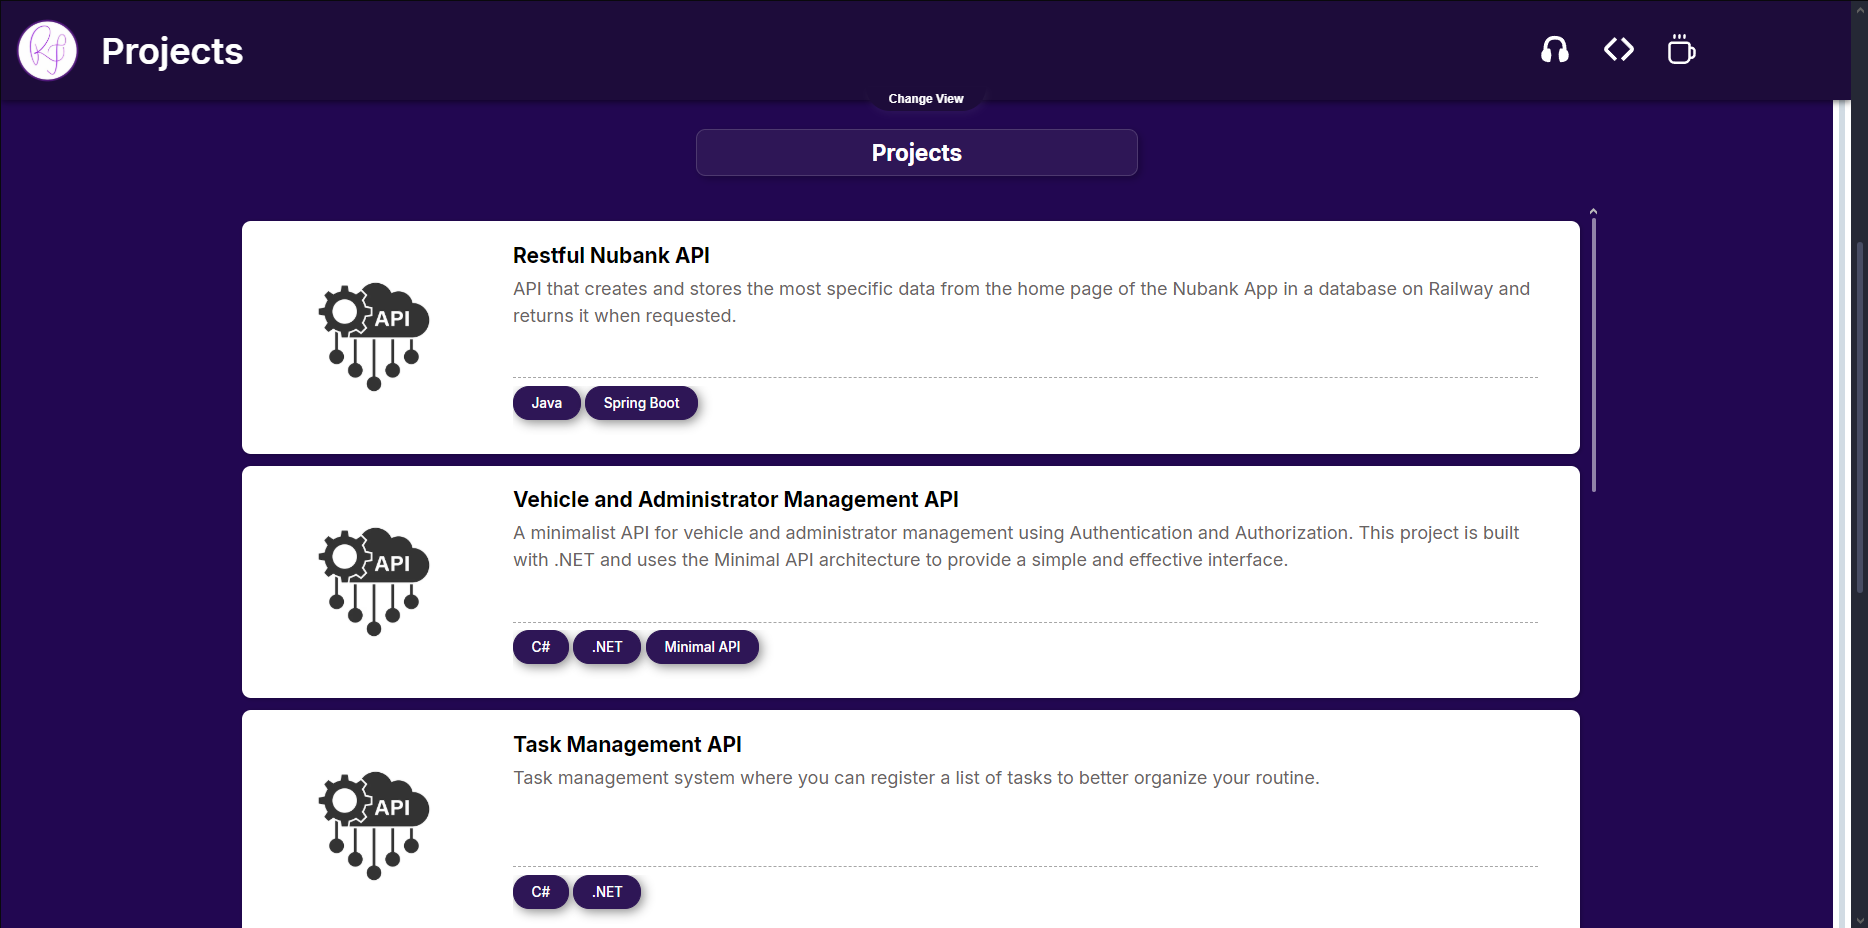 Projects
Change View
Projects
Restful Nubank API
API that creates and stores the most specific data from the home page of the Nubank App in a database on Railway and
returns it when requested.
API
Java Spring Boot
Vehicle and Administrator Management API
A minimalist API for vehicle and administrator management using Authentication and Authorization. This project is built
with .NET and uses the Minimal API architecture to provide a simple and effective interface.
API
C# .NET Minimal API
Task Management API
Task management system where you can register a list of tasks to better organize your routine.
API
C# .NET